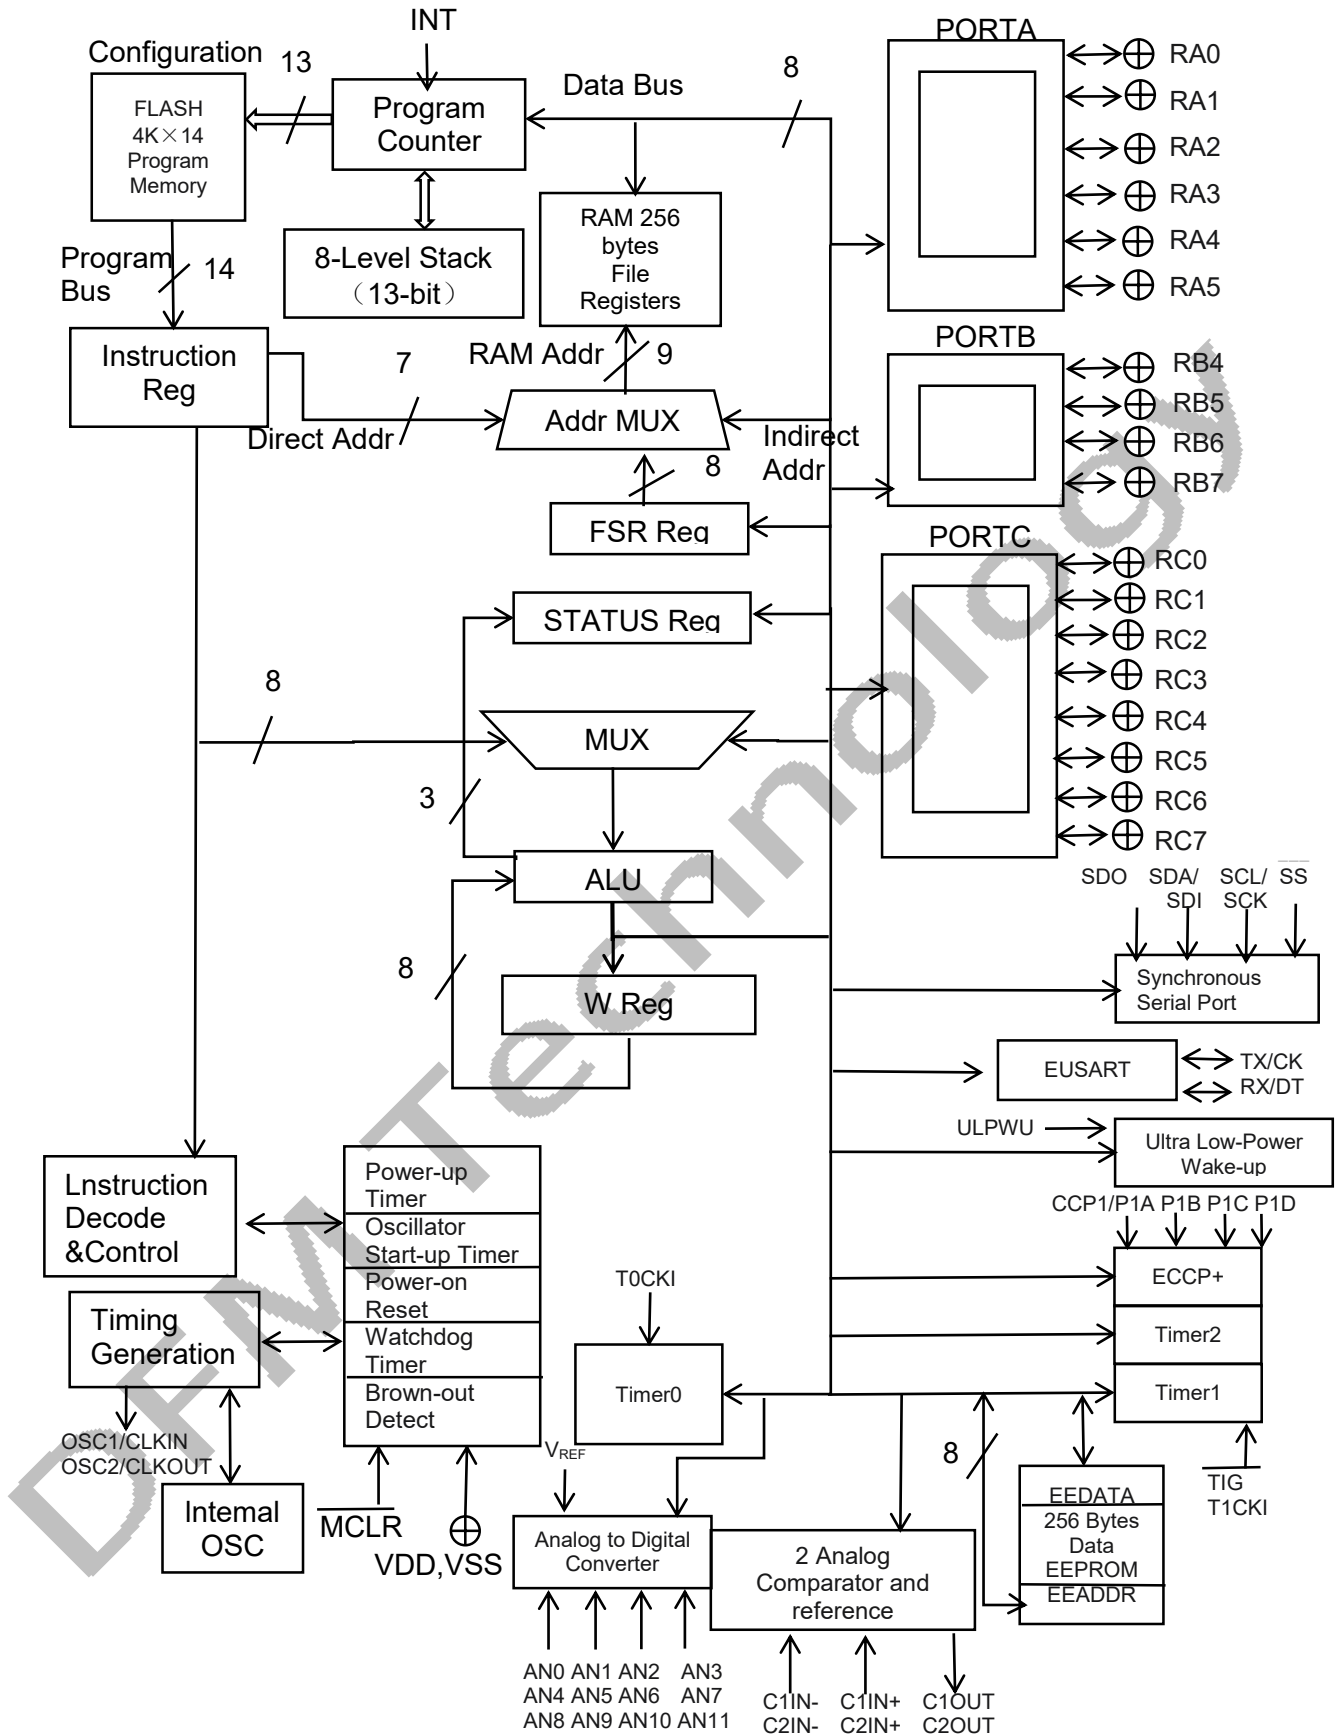 INT
Configuration
13
FLASH
4K×14
Program
Memory
Program
Counter
Data Bus
8
PORTA
RA0
RA1
RA2
RA3
RA4
RA5
8-Level Stack
（13-bit）
RAM 256
bytes
File
Registers
Program
Bus
14
Instruction
Reg
7
RAM Addr
9
Direct Addr
Addr MUX
Indirect
Addr
8
FSR Reg
PORTB
RB4
RB5
RB6
RB7
PORTC
RC0
RC1
RC2
RC3
RC4
RC5
RC6
RC7
STATUS Reg
8
MUX
3
ALU
8
W Reg
SDO
SDA/
SDI
SCL/
SCK
SS
Synchronous
Serial Port
EUSART
TX/CK
RX/DT
ULPWU
Ultra Low-Power
Wake-up
CCP1/P1A P1B P1C P1D
ECCP+
Timer2
Timer1
TIG
T1CKI
Lnstruction
Decode
&Control
Power-up
Timer
Oscillator
Start-up Timer
Power-on
Reset
Watchdog
Timer
Brown-out
Detect
Timing
Generation
OSC1/CLKIN
OSC2/CLKOUT
Intemal
OSC
MCLR
VDD,VSS
T0CKI
Timer0
VREF
Analog to Digital
Converter
AN0 AN1 AN2 AN3
AN4 AN5 AN6 AN7
AN8 AN9 AN10 AN11
2 Analog
Comparator and
reference
C1IN- C1IN+ C1OUT
C2IN- C2IN+ C2OUT
8
EEDATA
256 Bytes
Data
EEPROM
EEADDR
DFM Technology